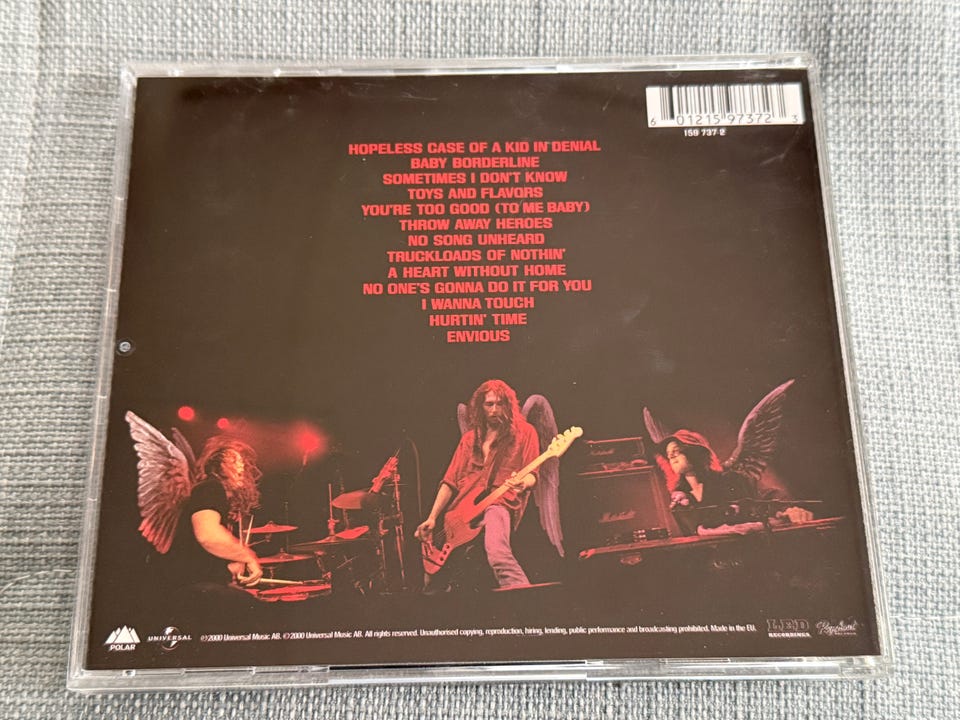 6 01215 97372 3
159 737-2
HOPELESS CASE OF A KID IN DENIAL
BABY BORDERLINE
SOMETIMES I DON'T KNOW
TOYS AND FLAVORS
YOU'RE TOO GOOD (TO ME BABY)
THROW AWAY HEROES
NO SONG UNHEARD
TRUCKLOADS OF NOTHIN'
A HEART WITHOUT HOME
NO ONE'S GONNA DO IT FOR YOU
I WANNA TOUCH
HURTIN' TIME
ENVIOUS
Marshall
Marshall
POLAR
UNIVERSAL
℗2000 Universal Music AB. ©2000 Universal Music AB. All rights reserved. Unauthorised copying, reproduction, hiring, lending, public performance and broadcasting prohibited. Made in the EU.
LED
RECORDINGS